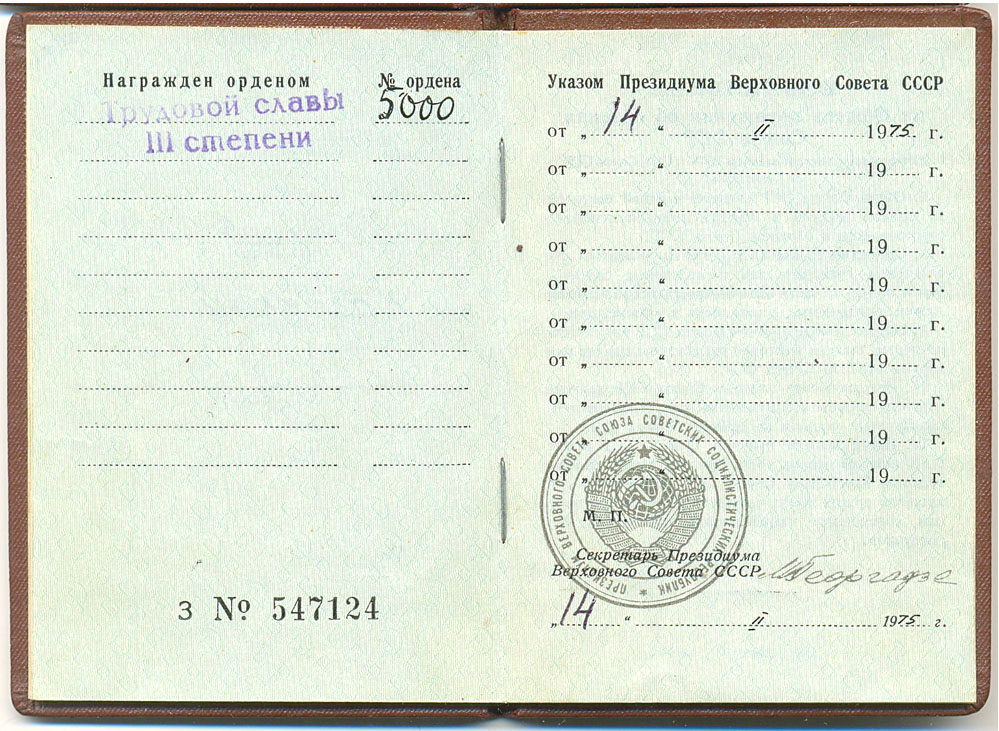 Награжден орденом
№ ордена
Трудовой славы
5000
III степени
З № 547124
Указом Президиума Верховного Совета СССР
от „ 14 “ II 1975 г.
от „ “ 19 г.
от „ “ 19 г.
от „ “ 19 г.
от „ “ 19 г.
от „ “ 19 г.
от „ “ 19 г.
от „ “ 19 г.
от „ “ 19 г.
от „ “ 19 г.
ПРЕЗИДИУМ ВЕРХОВНОГО СОВЕТА СОЮЗА СОВЕТСКИХ СОЦИАЛИСТИЧЕСКИХ РЕСПУБЛИК
М. П.
Секретарь Президиума
Верховного Совета СССР
МГеоргадзе
„ 14 “ II 1975 г.